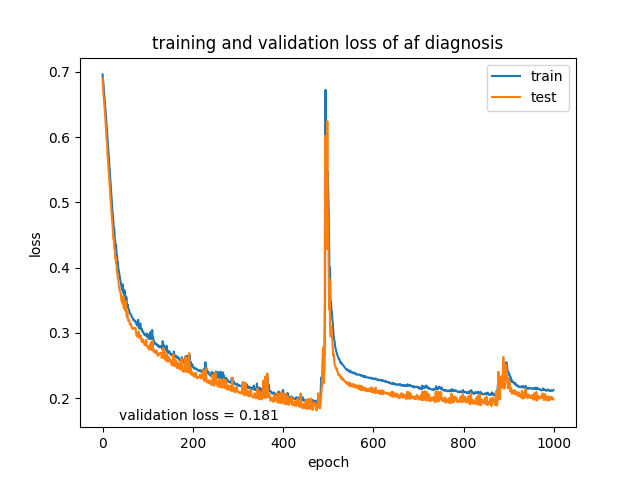 training and validation loss of af diagnosis
train
test
loss
0.7
0.6
0.5
0.4
0.3
0.2
validation loss = 0.181
0 200 400 600 800 1000
epoch